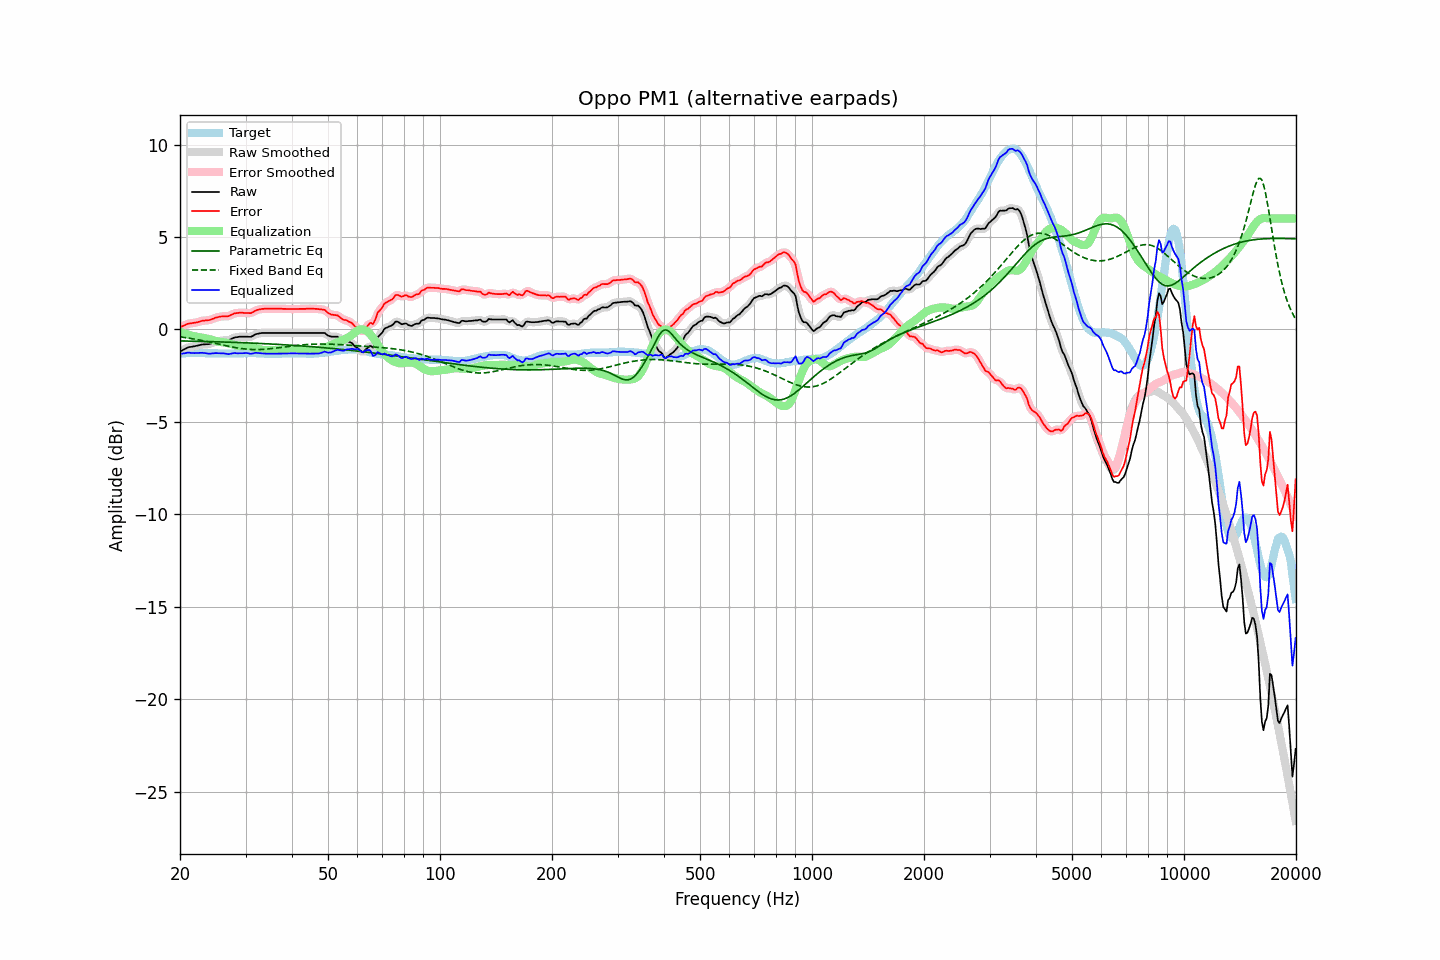 Oppo PM1 (alternative earpads)
Target
Raw Smoothed
Error Smoothed
Raw
Error
Equalization
Parametric Eq
Fixed Band Eq
Equalized
Amplitude (dBr)
10
5
0
−5
−10
−15
−20
−25
20 50 100 200 500 1000 2000 5000 10000 20000
Frequency (Hz)